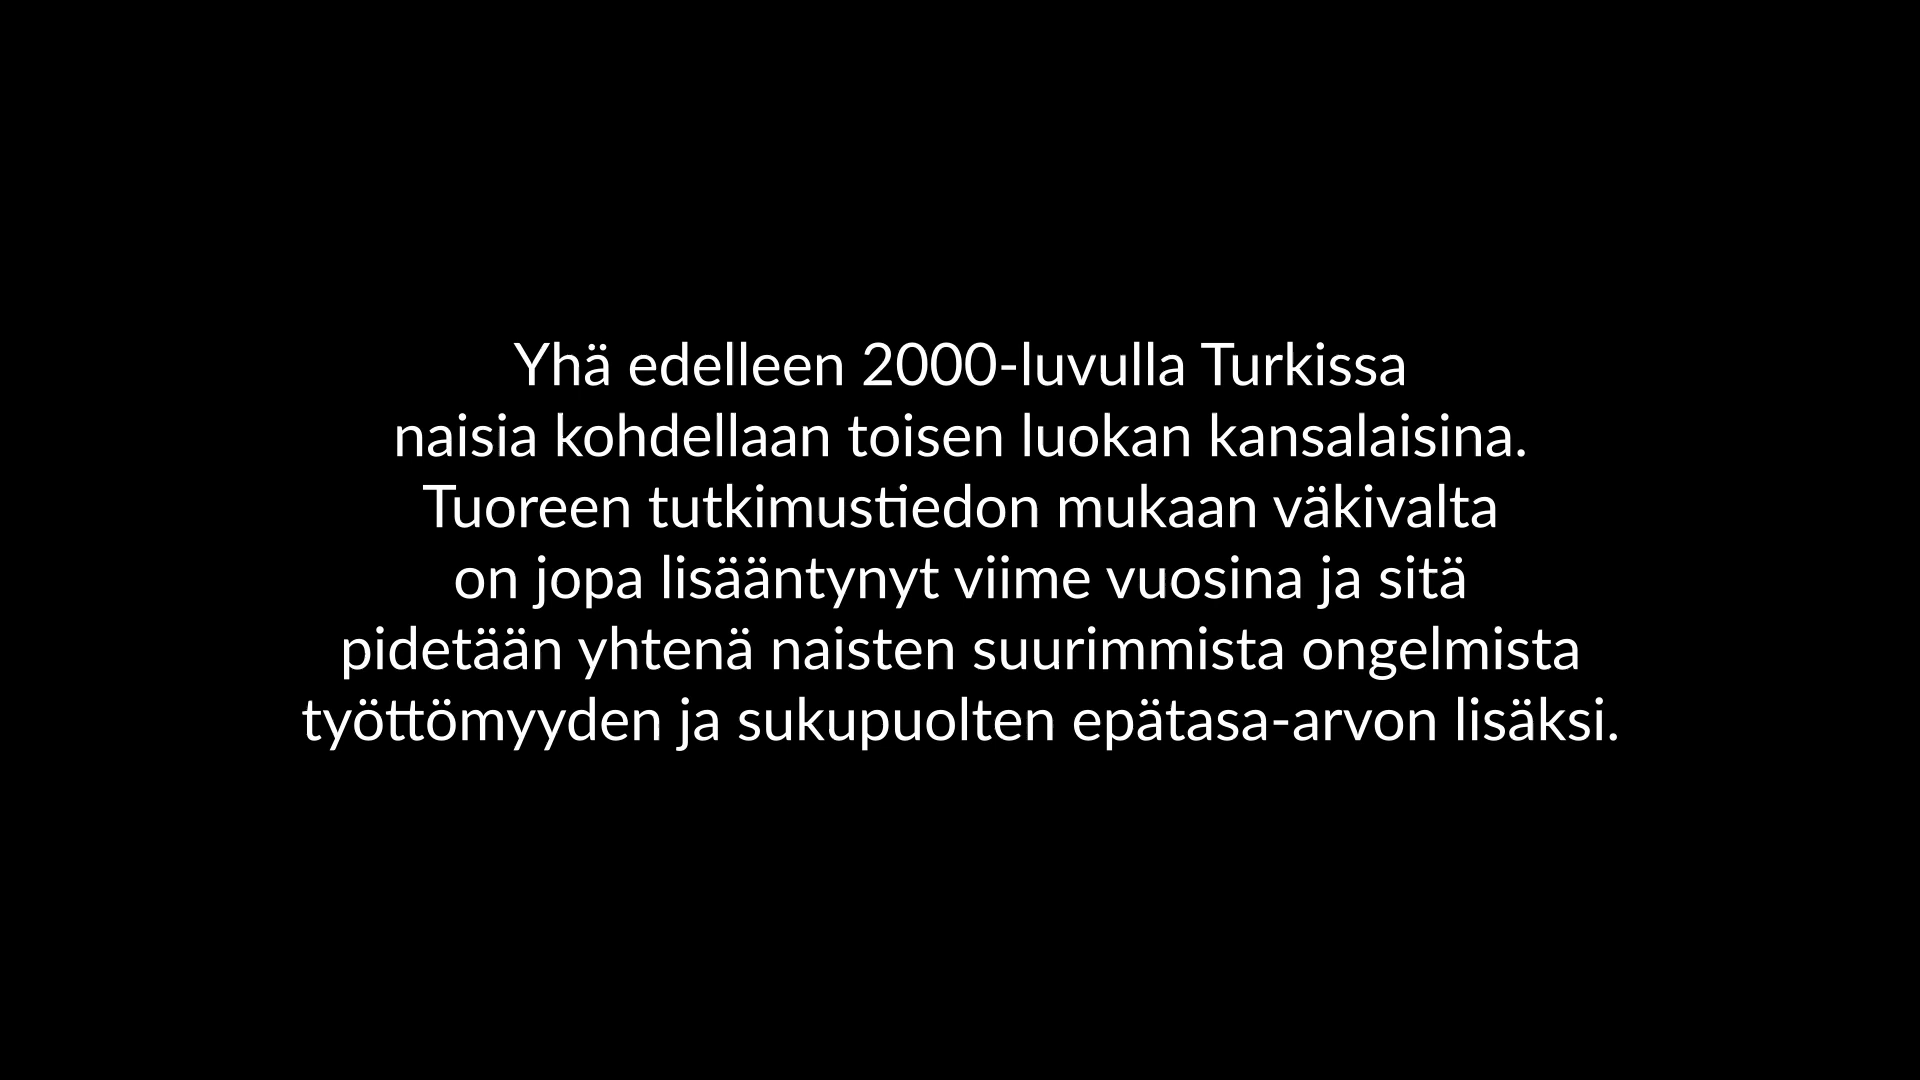 Yhä edelleen 2000-luvulla Turkissa
naisia kohdellaan toisen luokan kansalaisina.
Tuoreen tutkimustiedon mukaan väkivalta
on jopa lisääntynyt viime vuosina ja sitä
pidetään yhtenä naisten suurimmista ongelmista
työttömyyden ja sukupuolten epätasa-arvon lisäksi.